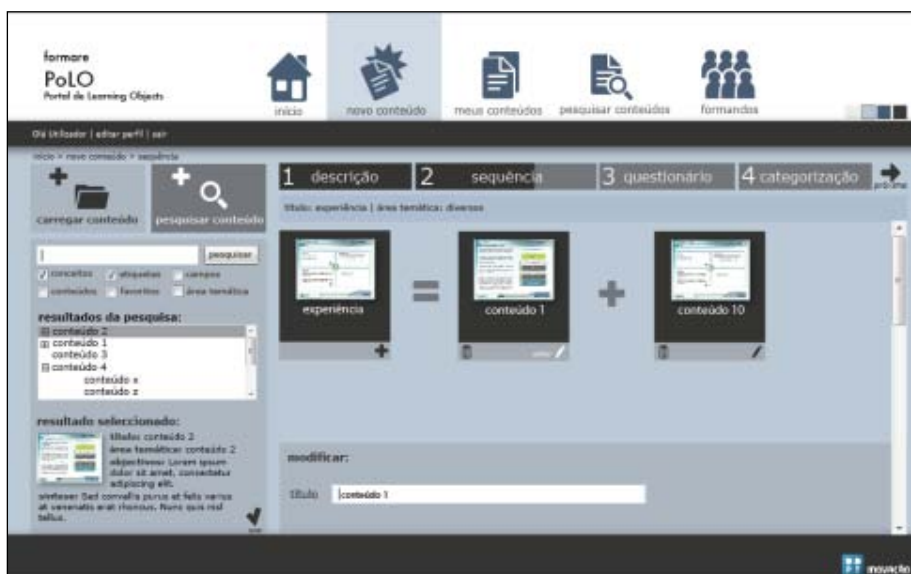 formare
PoLO
Portal de Learning Objects
início
novo conteúdo
meus conteúdos
pesquisar conteúdos
formandos
Olá Utilizador | editar perfil | sair
início > novo conteúdo > sequência
carregar conteúdo
pesquisar conteúdo
1 descrição
2 sequência
3 questionário
4 categorização
título: experiência | área temática: diversos
pesquisar
conceitos
etiquetas
campos
conteúdos
favoritos
área temática
resultados da pesquisa:
conteúdo 2
conteúdo 1
conteúdo 3
conteúdo 4
conteúdo x
conteúdo z
experiência
=
conteúdo 1
+
conteúdo 10
resultado seleccionado:
título: conteúdo 2
área temática: conteúdo 2
objectivos: Lorem ipsum
dolor sit amet, consectetur
adipiscing elit.
síntese: Sed convallis purus et felis varius
at venenatis erat rhoncus. Nunc quis nisl
tellus.
modificar:
título
conteúdo 1
inovação